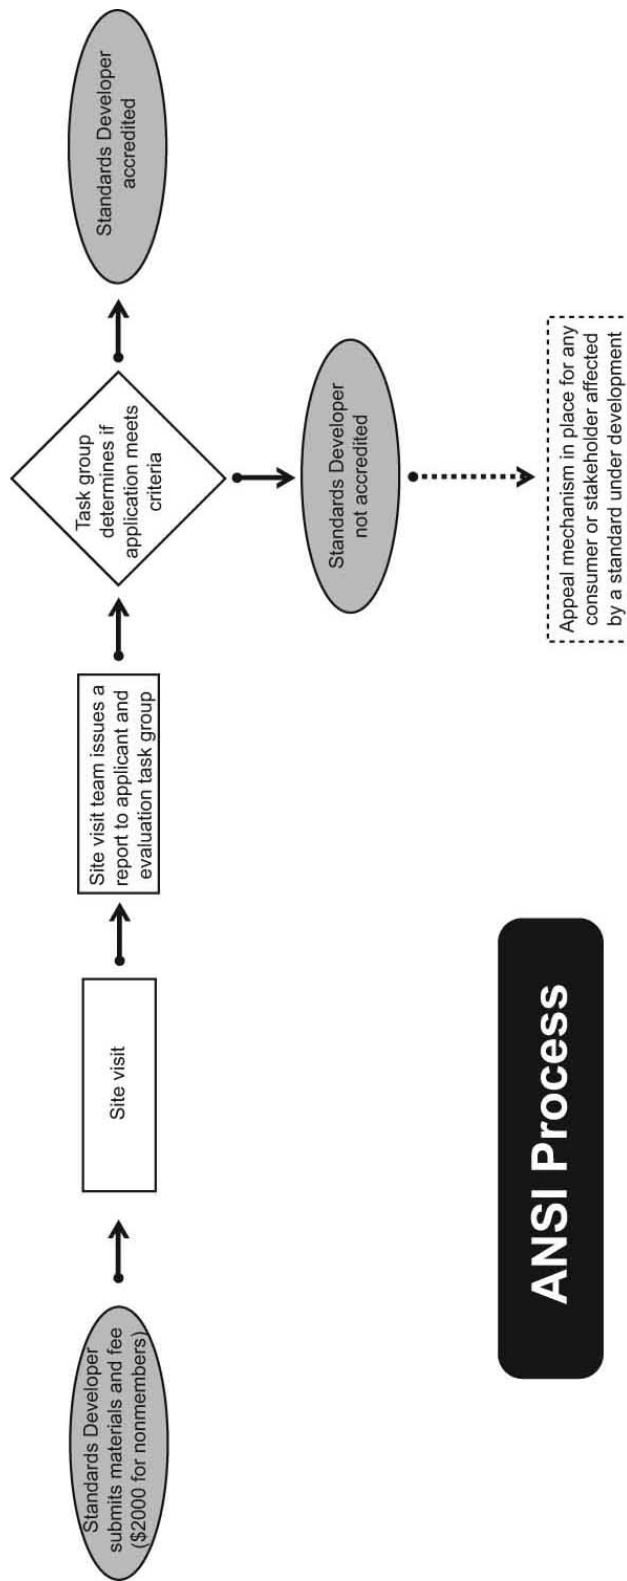 Standards Developer
submits materials and fee
($2000 for nonmembers)
Site visit
Site visit team issues a
report to applicant and
evaluation task group
Task group
determines if
application meets
criteria
Standards Developer
accredited
Standards Developer
not accredited
Appeal mechanism in place for any
consumer or stakeholder affected
by a standard under development
ANSI Process